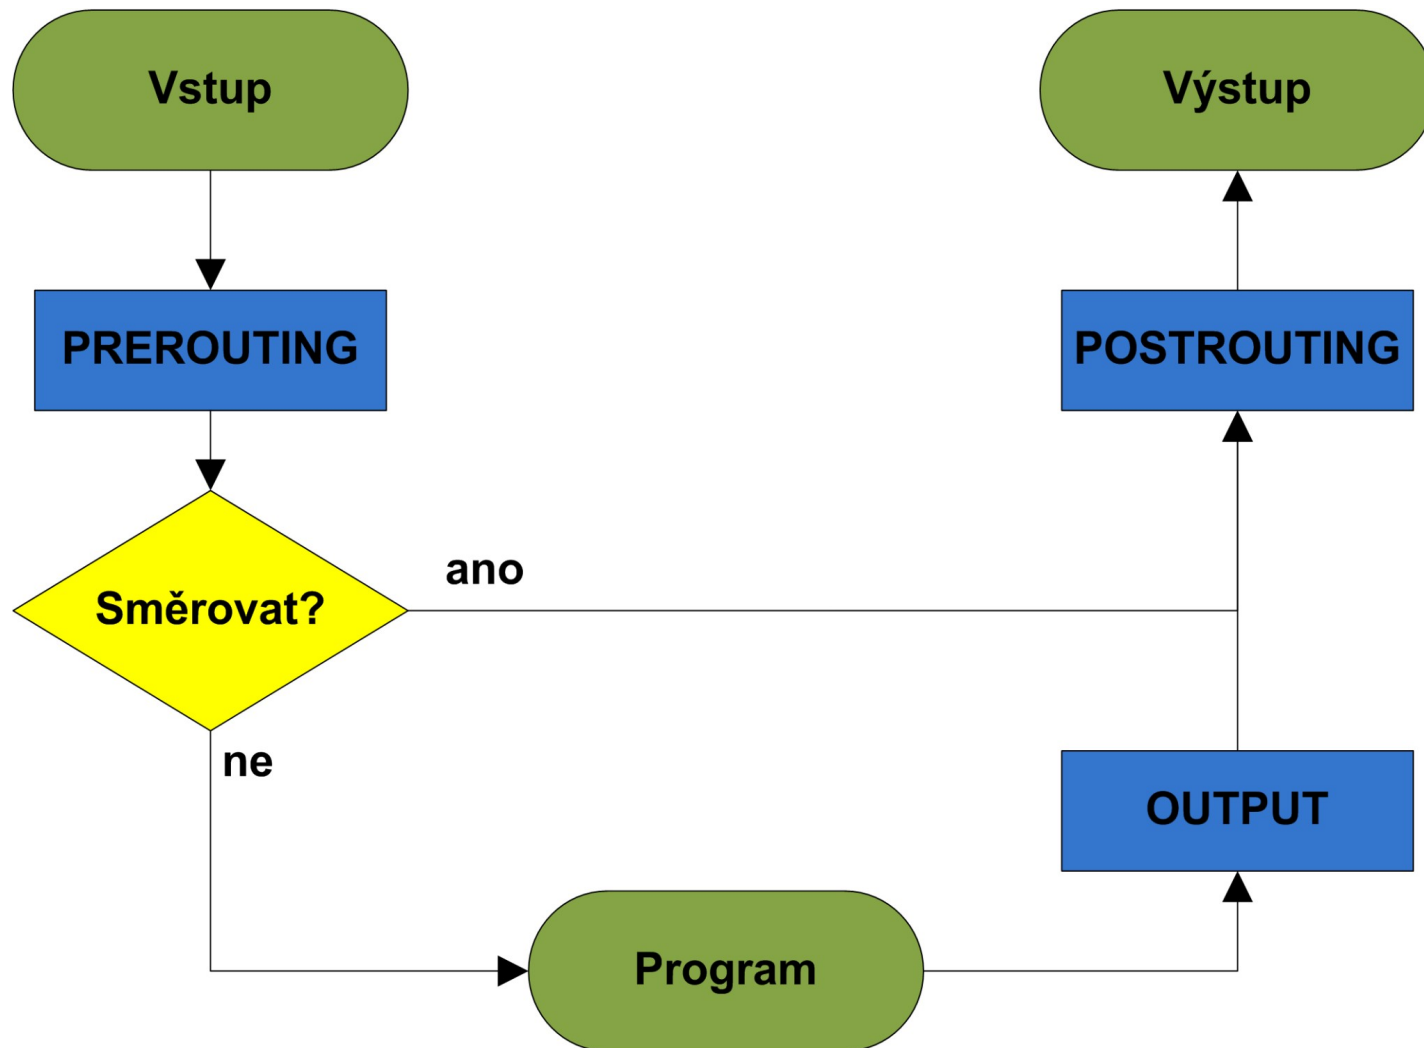 Vstup
Výstup
PREROUTING
POSTROUTING
ano
Směrovat?
ne
OUTPUT
Program